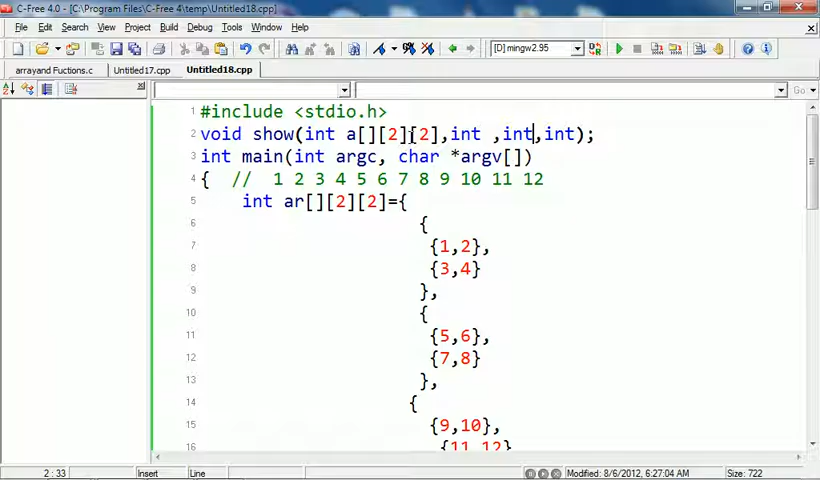 C-Free 4.0 - [C:\Program Files\C-Free 4\temp\Untitled18.cpp]
File Edit Search View Project Build Debug Tools Window Help
[D] mingw2.95
arrayand Fuctions.c Untitled17.cpp Untitled18.cpp
Go
1 #include <stdio.h>
2 void show(int a[][2][2],int ,int,int);
3 int main(int argc, char *argv[])
4 { // 1 2 3 4 5 6 7 8 9 10 11 12
5 int ar[][2][2]={
6 {
7 {1,2},
8 {3,4}
9 },
10 {
11 {5,6},
12 {7,8}
13 },
14 {
15 {9,10},
16 {11,12}
2 : 33 Insert Line Modified: 8/6/2012, 6:27:04 AM Size: 722